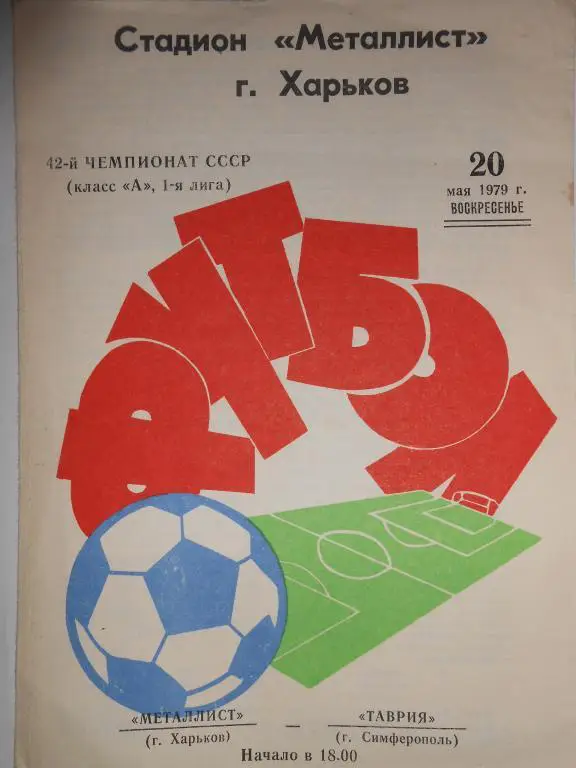 Стадион «Металлист»
г. Харьков
42-й ЧЕМПИОНАТ СССР
(класс «А», 1-я лига)
20
мая 1979 г.
ВОСКРЕСЕНЬЕ
ФУТБОЛ
«МЕТАЛЛИСТ» — «ТАВРИЯ»
(г. Харьков) (г. Симферополь)
Начало в 18.00